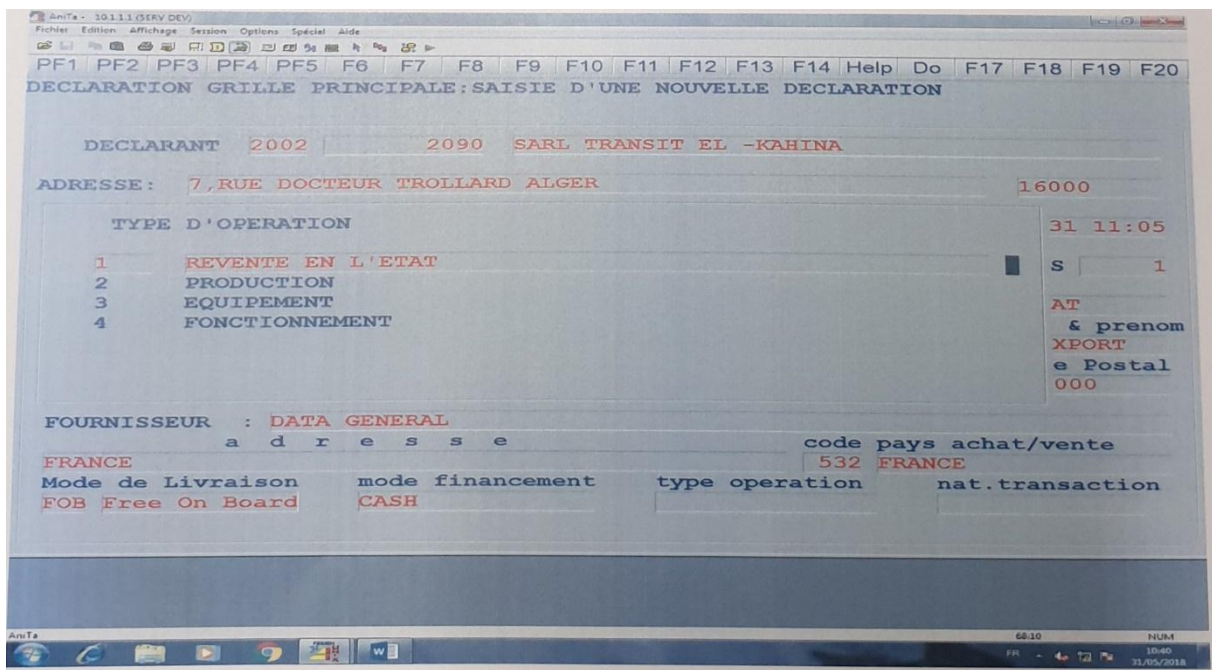 AniTa - 10.1.1.1 (SERV DEV)
Fichier Edition Affichage Session Options Spécial Aide
PF1 PF2 PF3 PF4 PF5 F6 F7 F8 F9 F10 F11 F12 F13 F14 Help Do F17 F18 F19 F20
DECLARATION GRILLE PRINCIPALE:SAISIE D'UNE NOUVELLE DECLARATION
DECLARANT 2002 2090 SARL TRANSIT EL -KAHINA
ADRESSE: 7,RUE DOCTEUR TROLLARD ALGER 16000
TYPE D'OPERATION 31 11:05
1 REVENTE EN L'ETAT S 1
2 PRODUCTION
3 EQUIPEMENT AT
4 FONCTIONNEMENT & prenom
XPORT
e Postal
000
FOURNISSEUR : DATA GENERAL
a d r e s s e code pays achat/vente
FRANCE 532 FRANCE
Mode de Livraison mode financement type operation nat.transaction
FOB Free On Board CASH
AniTa 68:10 NUM
FR 10:40
31/05/2018